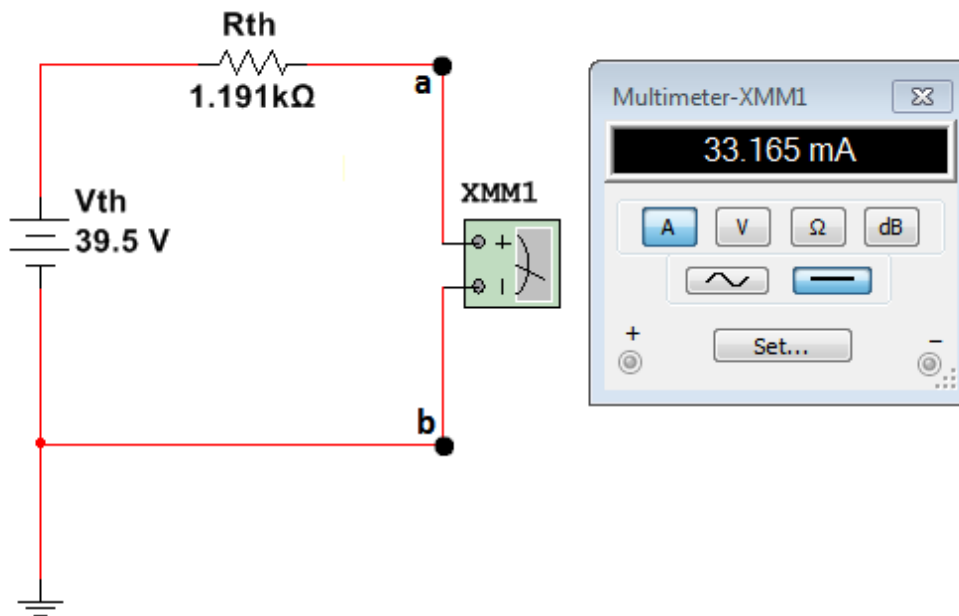 Rth
1.191kΩ
a
Vth
39.5 V
XMM1
+
b
Multimeter-XMM1
33.165 mA
A V Ω dB
+ −
Set...